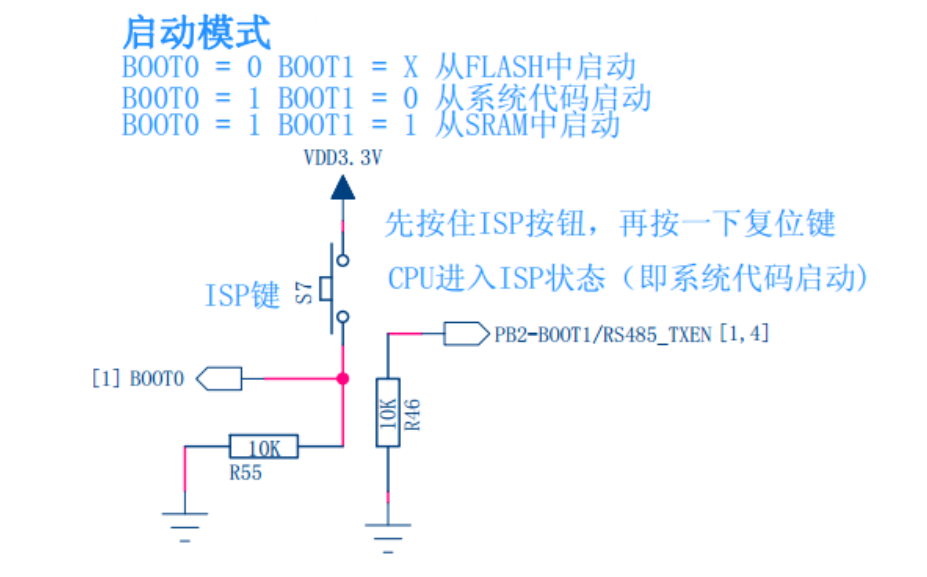 启动模式
BOOT0 = 0 BOOT1 = X 从FLASH中启动
BOOT0 = 1 BOOT1 = 0 从系统代码启动
BOOT0 = 1 BOOT1 = 1 从SRAM中启动
VDD3.3V
先按住ISP按钮，再按一下复位键
CPU进入ISP状态（即系统代码启动）
ISP键
S7
PB2-BOOT1/RS485_TXEN [1,4]
[1] BOOT0
10K
R46
10K
R55